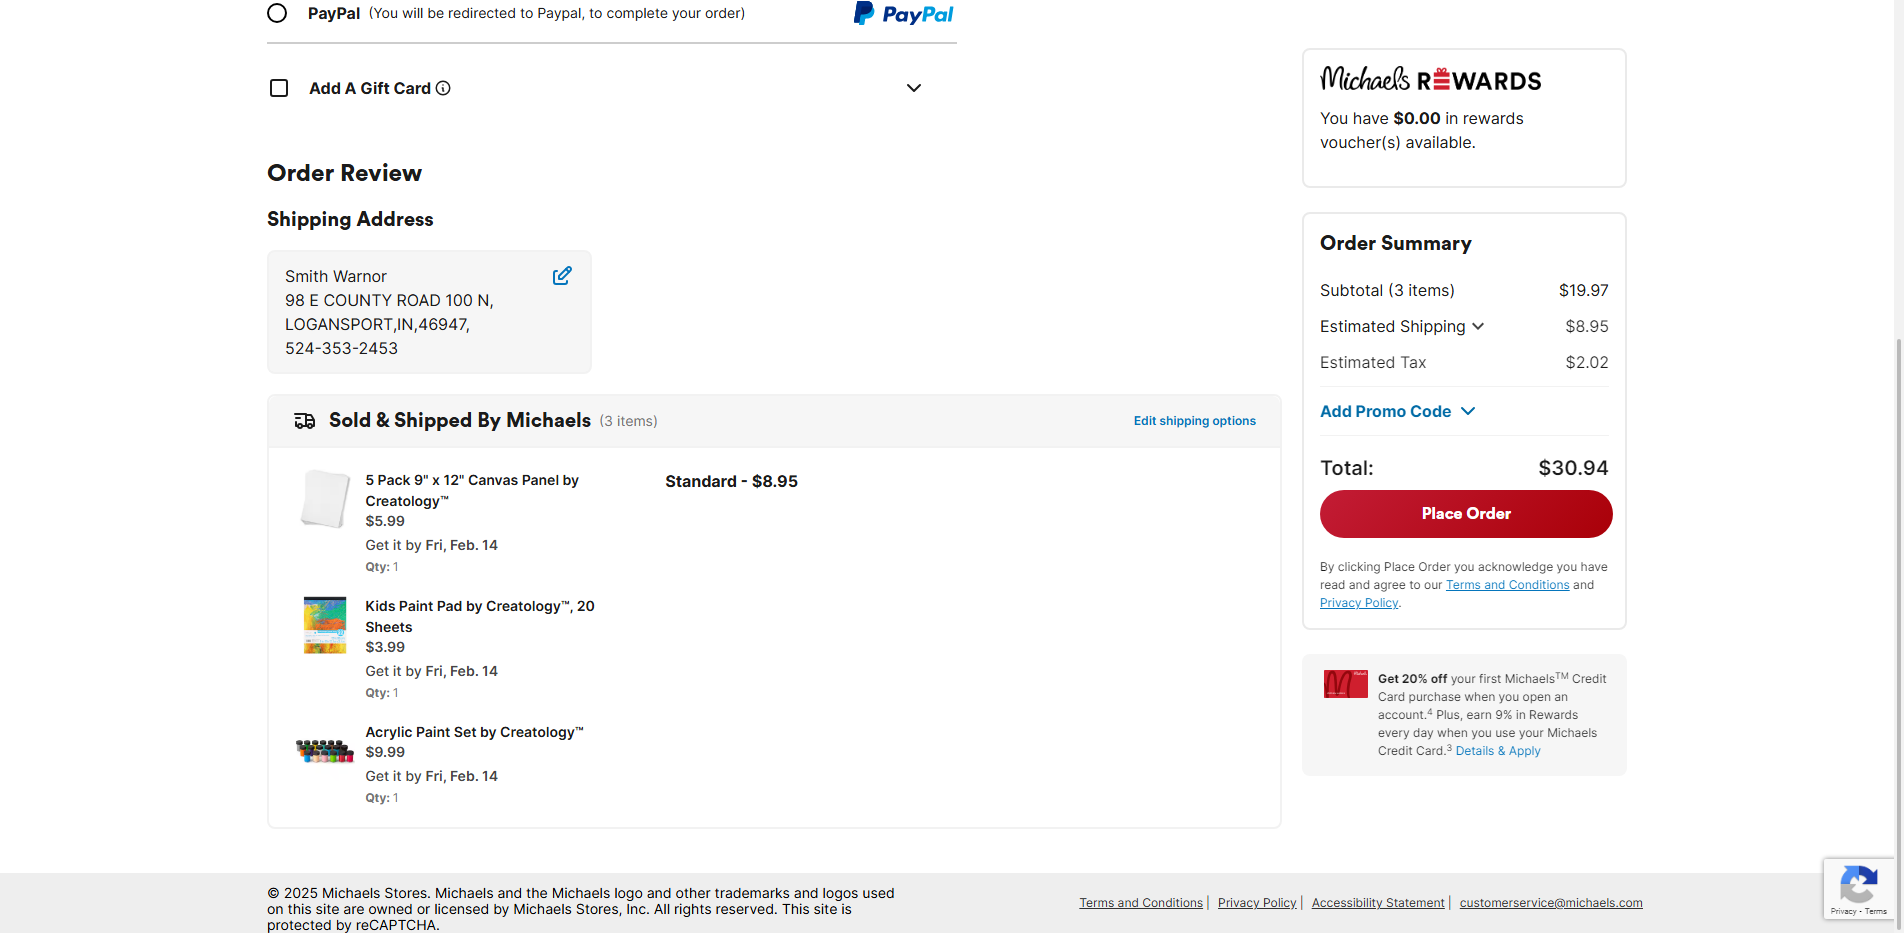 PayPal (You will be redirected to Paypal, to complete your order)
PayPal
Add A Gift Card
Order Review
Shipping Address
Smith Warnor
98 E COUNTY ROAD 100 N,
LOGANSPORT,IN,46947,
524-353-2453
Sold & Shipped By Michaels (3 items)
Edit shipping options
5 Pack 9" x 12" Canvas Panel by
Creatology™
$5.99
Get it by Fri, Feb. 14
Qty: 1
Standard - $8.95
Kids Paint Pad by Creatology™, 20
Sheets
$3.99
Get it by Fri, Feb. 14
Qty: 1
Acrylic Paint Set by Creatology™
$9.99
Get it by Fri, Feb. 14
Qty: 1
Michaels REWARDS
You have $0.00 in rewards
voucher(s) available.
Order Summary
Subtotal (3 items) $19.97
Estimated Shipping $8.95
Estimated Tax $2.02
Add Promo Code
Total: $30.94
Place Order
By clicking Place Order you acknowledge you have
read and agree to our Terms and Conditions and
Privacy Policy.
Get 20% off your first Michaels™ Credit
Card purchase when you open an
account.⁴ Plus, earn 9% in Rewards
every day when you use your Michaels
Credit Card.³ Details & Apply
© 2025 Michaels Stores. Michaels and the Michaels logo and other trademarks and logos used
on this site are owned or licensed by Michaels Stores, Inc. All rights reserved. This site is
protected by reCAPTCHA.
Terms and Conditions | Privacy Policy | Accessibility Statement | customerservice@michaels.com
Privacy - Terms